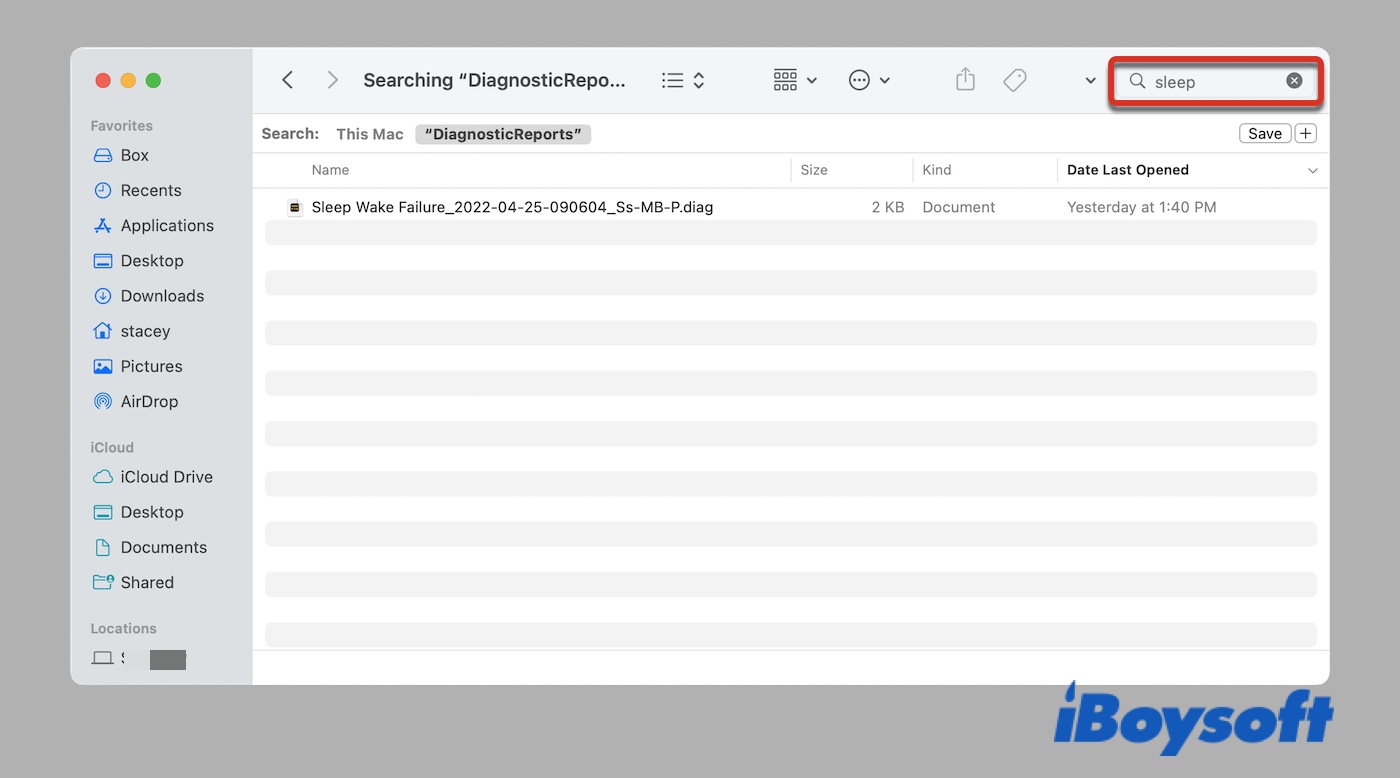 Searching “DiagnosticRepo...
sleep
Favorites
Box
Recents
Applications
Desktop
Downloads
stacey
Pictures
AirDrop
iCloud
iCloud Drive
Desktop
Documents
Shared
Locations
Search: This Mac “DiagnosticReports” Save +
Name Size Kind Date Last Opened
Sleep Wake Failure_2022-04-25-090604_Ss-MB-P.diag 2 KB Document Yesterday at 1:40 PM
iBoysoft